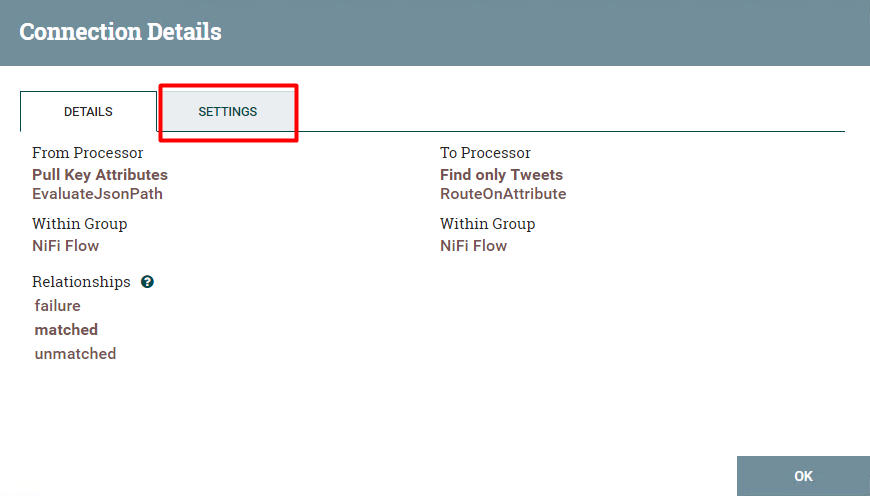 Connection Details
DETAILS
SETTINGS
From Processor
Pull Key Attributes
EvaluateJsonPath
Within Group
NiFi Flow
To Processor
Find only Tweets
RouteOnAttribute
Within Group
NiFi Flow
Relationships ?
failure
matched
unmatched
OK